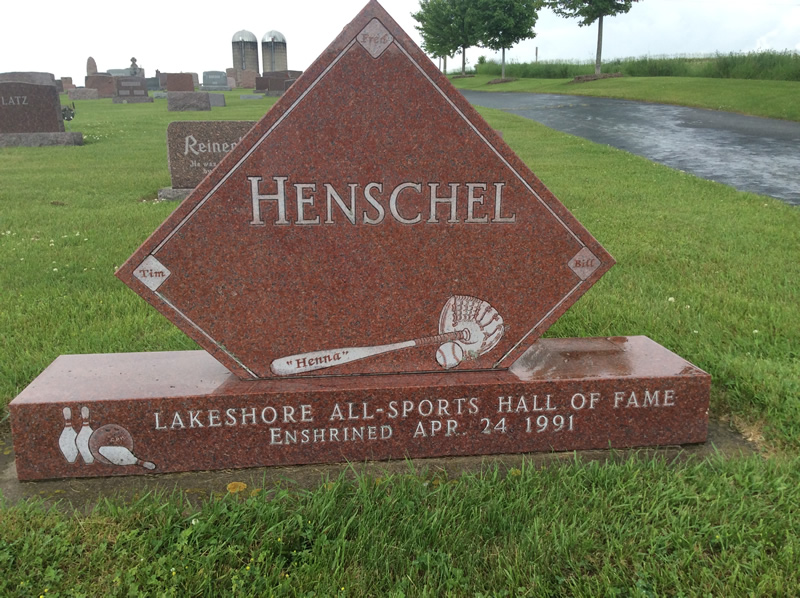 Fred
LATZ
Reiner
HENSCHEL
Tim
Bill
"Henna"
LAKESHORE ALL-SPORTS HALL OF FAME
ENSHRINED APR. 24 1991